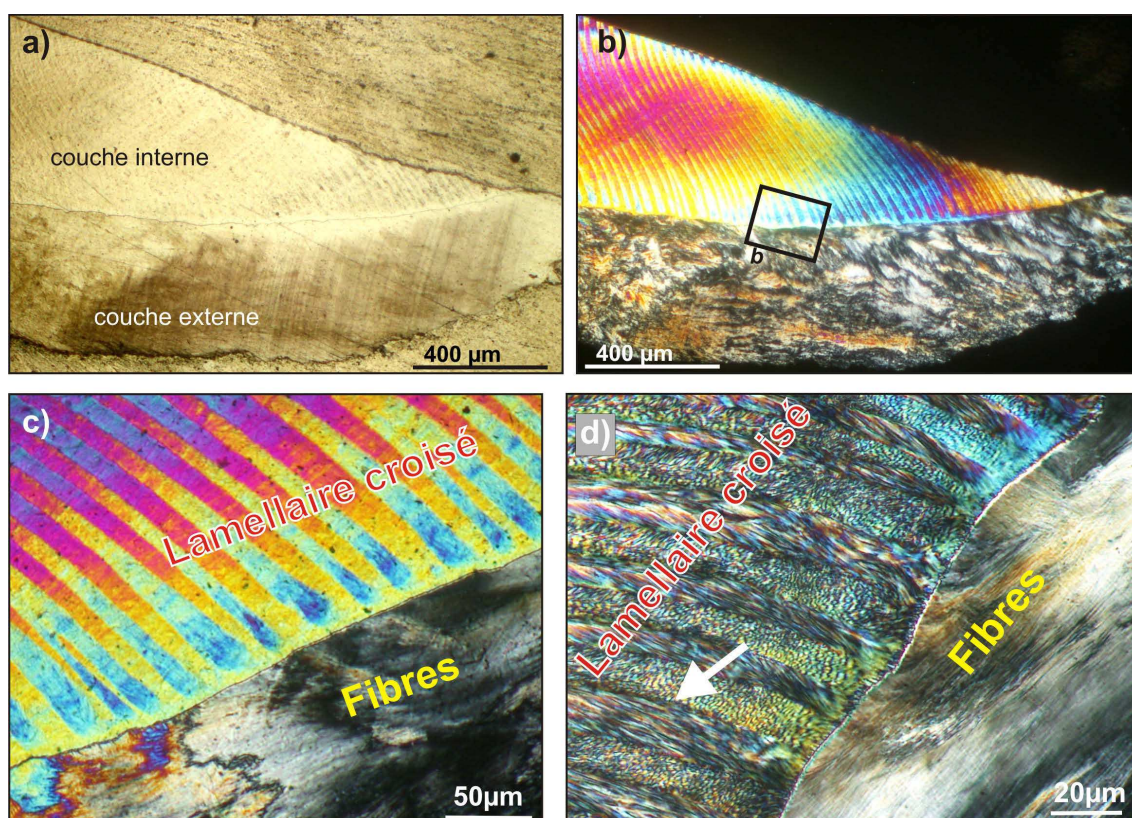 a)
couche interne
couche externe
400 µm
b)
b
400 µm
c)
Lamellaire croisé
Fibres
50µm
d)
Lamellaire croisé
Fibres
20µm